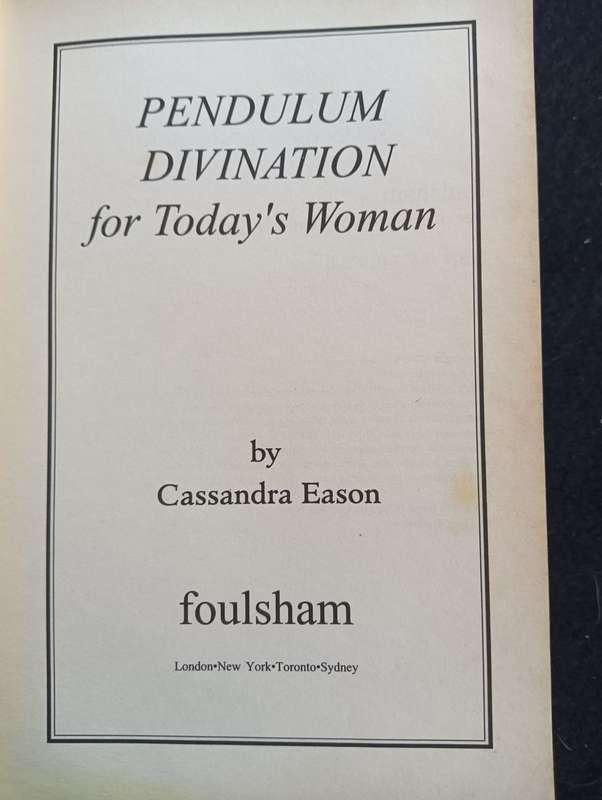 PENDULUM
DIVINATION
for Today's Woman
by
Cassandra Eason
foulsham
London•New York•Toronto•Sydney